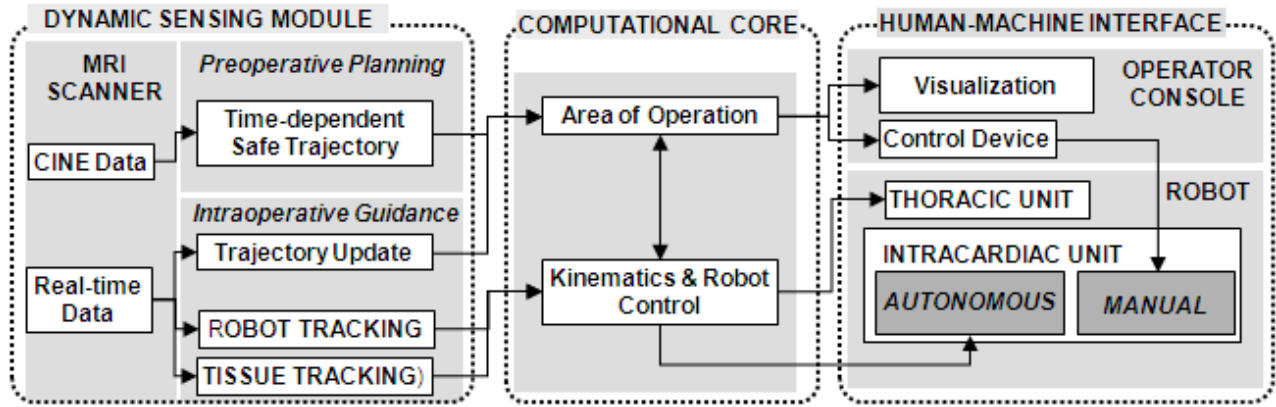 DYNAMIC SENSING MODULE
MRI
SCANNER
CINE Data
Real-time
Data
Preoperative Planning
Time-dependent
Safe Trajectory
Intraoperative Guidance
Trajectory Update
ROBOT TRACKING
TISSUE TRACKING)
COMPUTATIONAL CORE
Area of Operation
Kinematics & Robot
Control
HUMAN-MACHINE INTERFACE
OPERATOR
CONSOLE
Visualization
Control Device
ROBOT
THORACIC UNIT
INTRACARDIAC UNIT
AUTONOMOUS
MANUAL